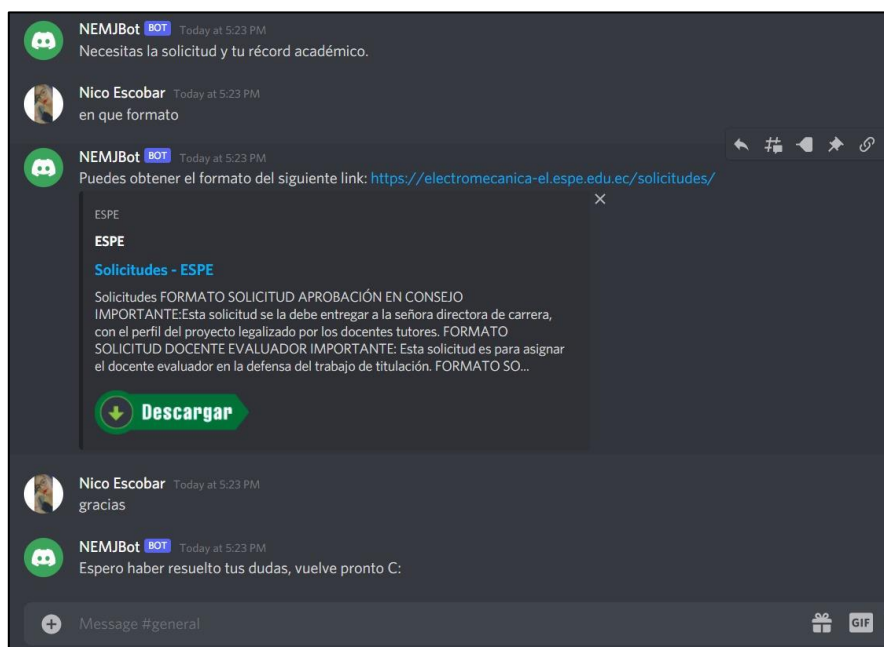 NEMJBot BOT Today at 5:23 PM
Necesitas la solicitud y tu récord académico.
Nico Escobar Today at 5:23 PM
en que formato
NEMJBot BOT Today at 5:23 PM
Puedes obtener el formato del siguiente link: https://electromecanica-el.espe.edu.ec/solicitudes/
ESPE
ESPE
Solicitudes - ESPE
Solicitudes FORMATO SOLICITUD APROBACIÓN EN CONSEJO
IMPORTANTE:Esta solicitud se la debe entregar a la señora directora de carrera,
con el perfil del proyecto legalizado por los docentes tutores. FORMATO
SOLICITUD DOCENTE EVALUADOR IMPORTANTE: Esta solicitud es para asignar
el docente evaluador en la defensa del trabajo de titulación. FORMATO SO...
Descargar
Nico Escobar Today at 5:23 PM
gracias
NEMJBot BOT Today at 5:23 PM
Espero haber resuelto tus dudas, vuelve pronto C:
Message #general
GIF